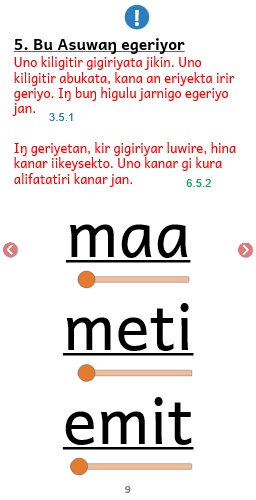 !
5. Bu Asuwaŋ egeriyor
Uno kiligitir gigiriyata jikin. Uno
kiligitir abukata, kana an eriyekta irir
geriyo. Iŋ buŋ higulu jarnigo egeriyo
jan.
3.5.1
Iŋ geriyetan, kir gigiriyar luwire, hina
kanar iikeysekto. Uno kanar gi kura
alifatatiri kanar jan.
6.5.2
maa
meti
emit
9